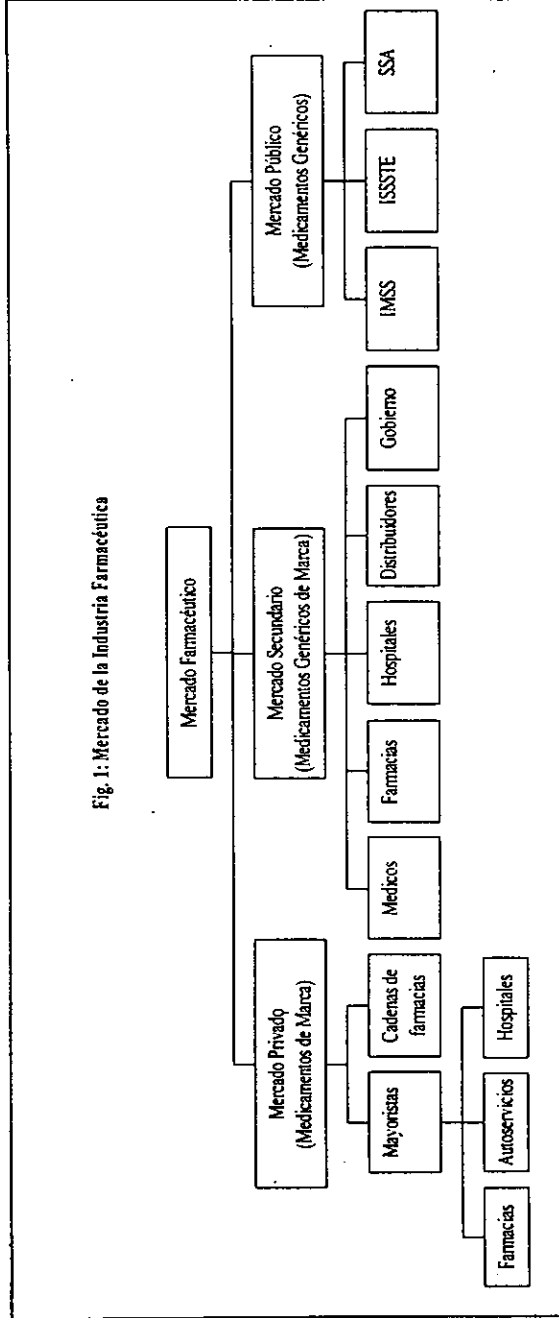 Fig. 1: Mercado de la Industria Farmacéutica
Mercado Farmacéutico
Mercado Privado
(Medicamentos de Marca)
Mercado Secundario
(Medicamentos Genéricos de Marca)
Mercado Público
(Medicamentos Genéricos)
Mayoristas
Cadenas de
farmacias
Medicos
Farmacias
Hospitales
Distribuidores
Gobierno
IMSS
ISSSTE
SSA
Farmacias
Autoservicios
Hospitales